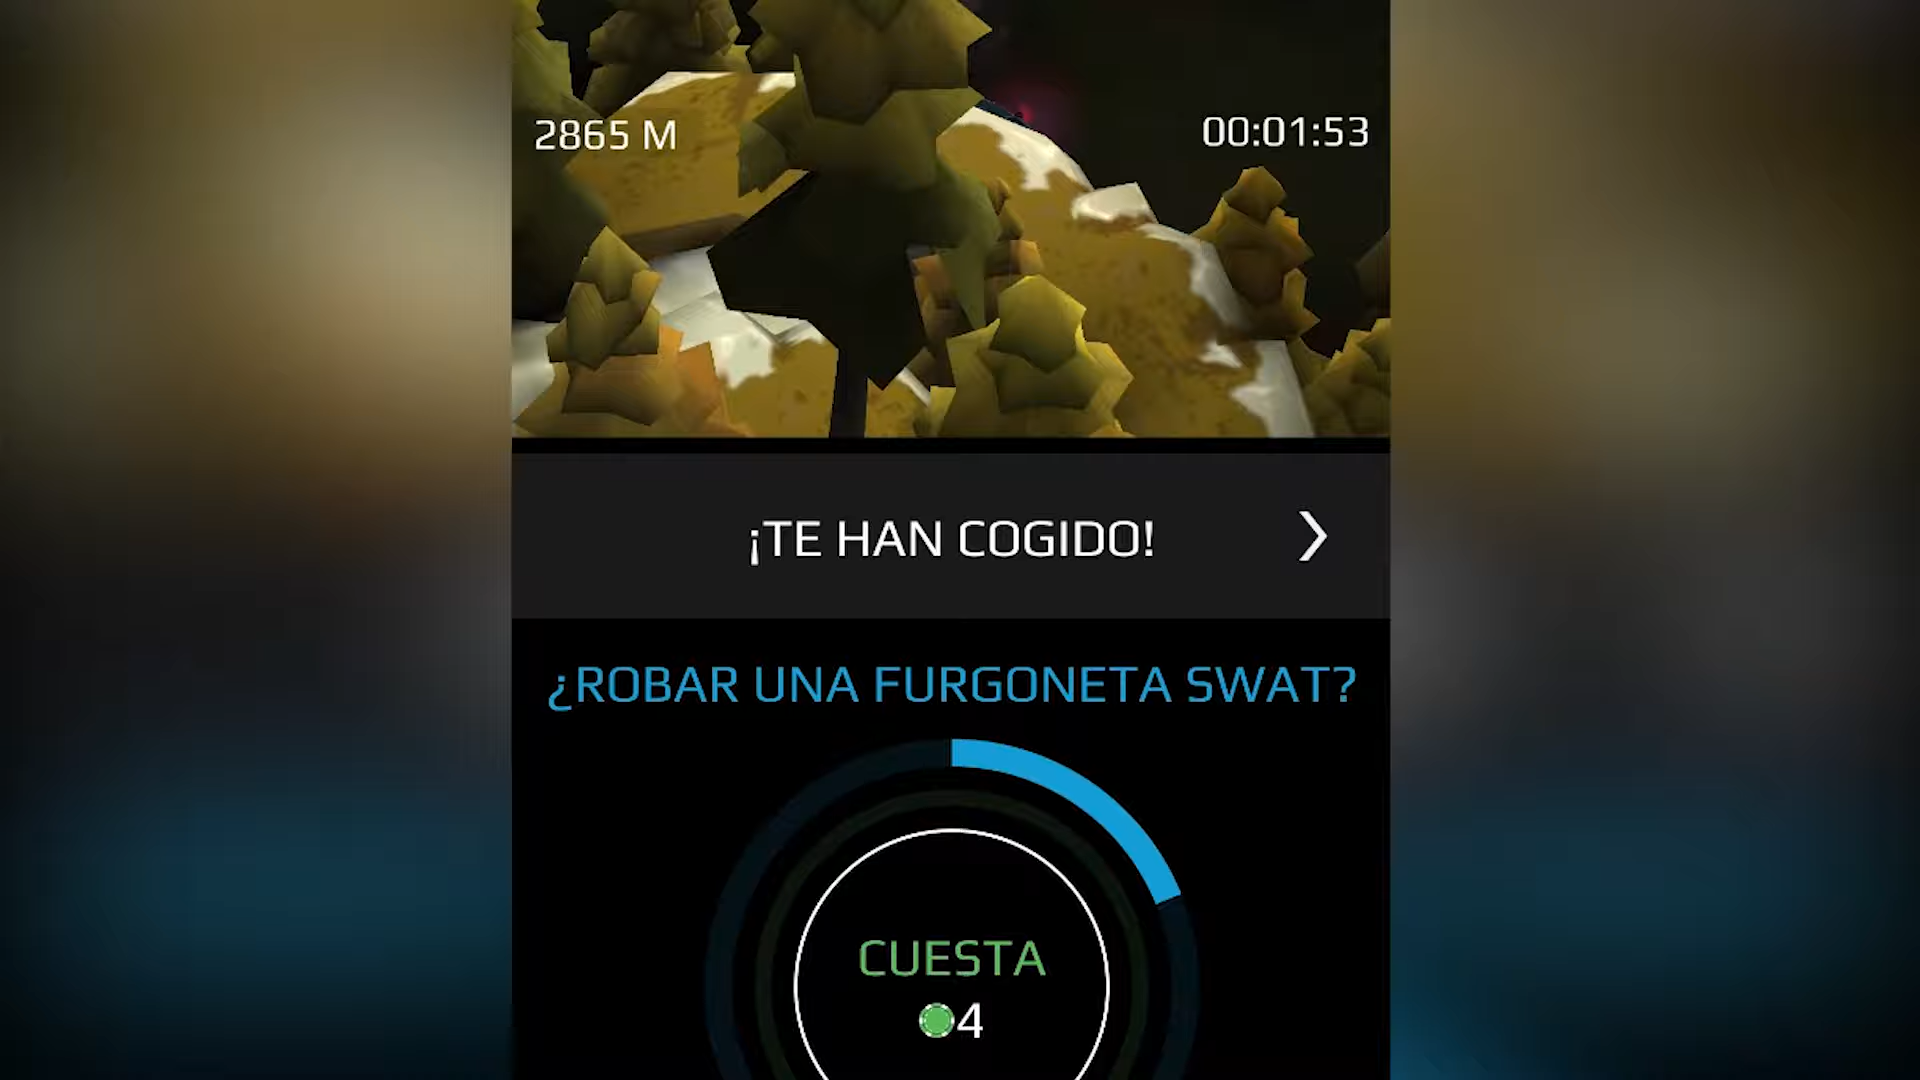 2865 M
00:01:53
¡TE HAN COGIDO!
¿ROBAR UNA FURGONETA SWAT?
CUESTA
4